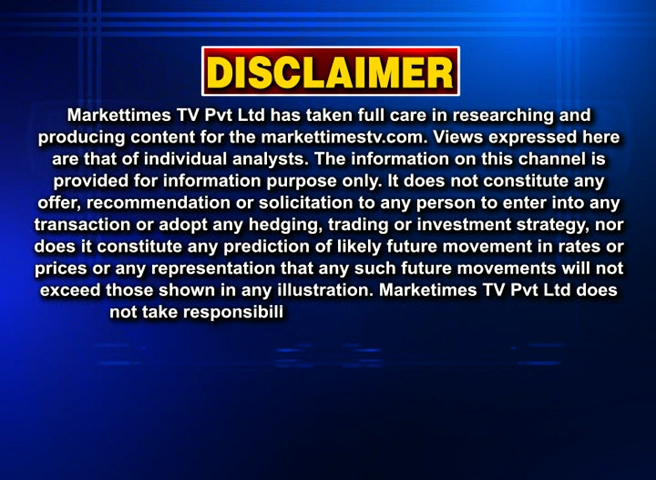 DISCLAIMER
Markettimes TV Pvt Ltd has taken full care in researching and
producing content for the markettimestv.com. Views expressed here
are that of individual analysts. The information on this channel is
provided for information purpose only. It does not constitute any
offer, recommendation or solicitation to any person to enter into any
transaction or adopt any hedging, trading or investment strategy, nor
does it constitute any prediction of likely future movement in rates or
prices or any representation that any such future movements will not
exceed those shown in any illustration. Marketimes TV Pvt Ltd does
not take responsibill